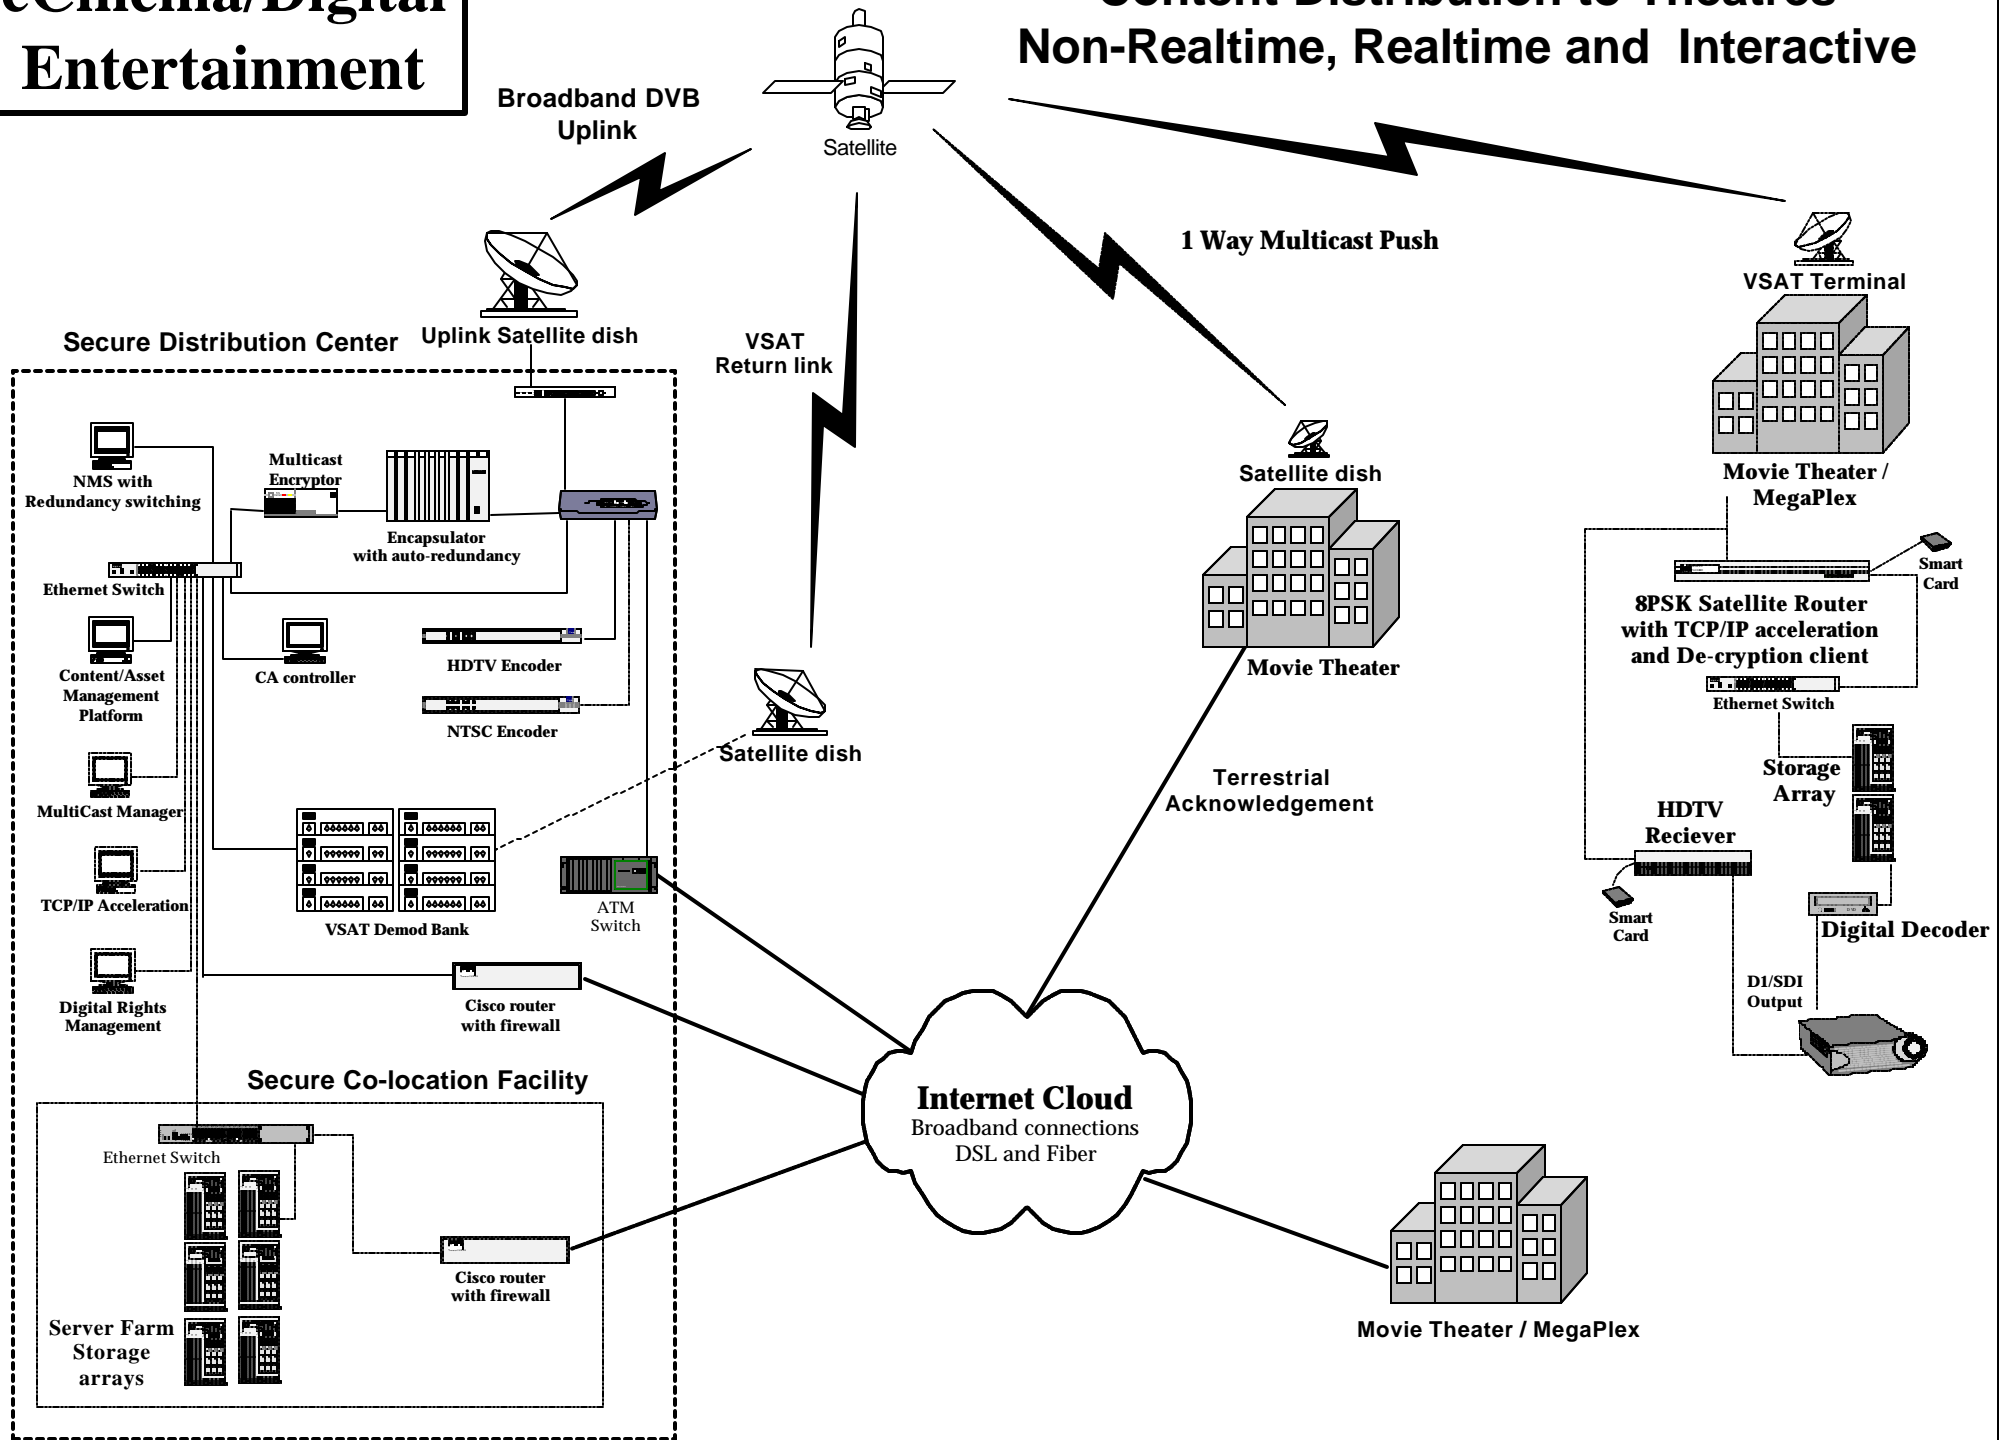 eCinema/Digital
Entertainment
Content Distribution to Theatres
Non-Realtime, Realtime and Interactive
Broadband DVB
Uplink
Satellite
1 Way Multicast Push
VSAT Terminal
Uplink Satellite dish
Secure Distribution Center
VSAT
Return link
NMS with
Redundancy switching
Multicast
Encryptor
Encapsulator
with auto-redundancy
Satellite dish
Movie Theater /
MegaPlex
Ethernet Switch
Smart
Card
8PSK Satellite Router
with TCP/IP acceleration
and De-cryption client
Content/Asset
Management
Platform
CA controller
HDTV Encoder
NTSC Encoder
Movie Theater
Ethernet Switch
Satellite dish
MultiCast Manager
Terrestrial
Acknowledgement
Storage
Array
HDTV
Reciever
TCP/IP Acceleration
VSAT Demod Bank
ATM
Switch
Smart
Card
Digital Decoder
Digital Rights
Management
Cisco router
with firewall
D1/SDI
Output
Secure Co-location Facility
Internet Cloud
Broadband connections
DSL and Fiber
Ethernet Switch
Cisco router
with firewall
Server Farm
Storage
arrays
Movie Theater / MegaPlex